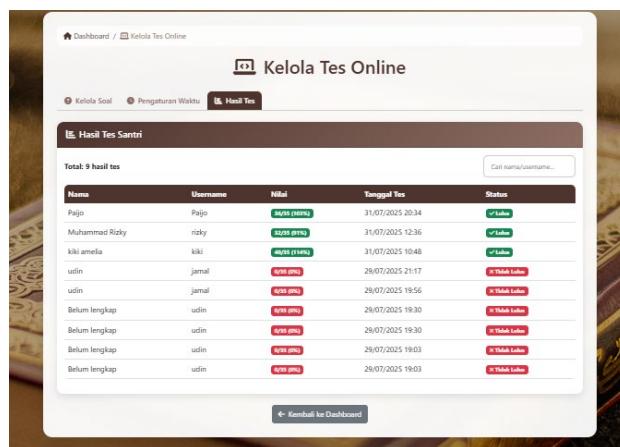 Dashboard / Kelola Tes Online
Kelola Tes Online
Kelola Soal Pengaturan Waktu Hasil Tes
Hasil Tes Santri
Total: 9 hasil tes Cari nama/username...
Nama Username Nilai Tanggal Tes Status
Paijo Paijo 36/35 (103%) 31/07/2025 20:34 Lulus
Muhammad Rizky rizky 32/35 (91%) 31/07/2025 12:36 Lulus
kiki amelia kiki 40/35 (114%) 31/07/2025 10:48 Lulus
udin jamal 0/35 (0%) 29/07/2025 21:17 Tidak Lulus
udin jamal 0/35 (0%) 29/07/2025 19:56 Tidak Lulus
Belum lengkap udin 0/35 (0%) 29/07/2025 19:30 Tidak Lulus
Belum lengkap udin 0/35 (0%) 29/07/2025 19:30 Tidak Lulus
Belum lengkap udin 0/35 (0%) 29/07/2025 19:03 Tidak Lulus
Belum lengkap udin 0/35 (0%) 29/07/2025 19:03 Tidak Lulus
← Kembali ke Dashboard